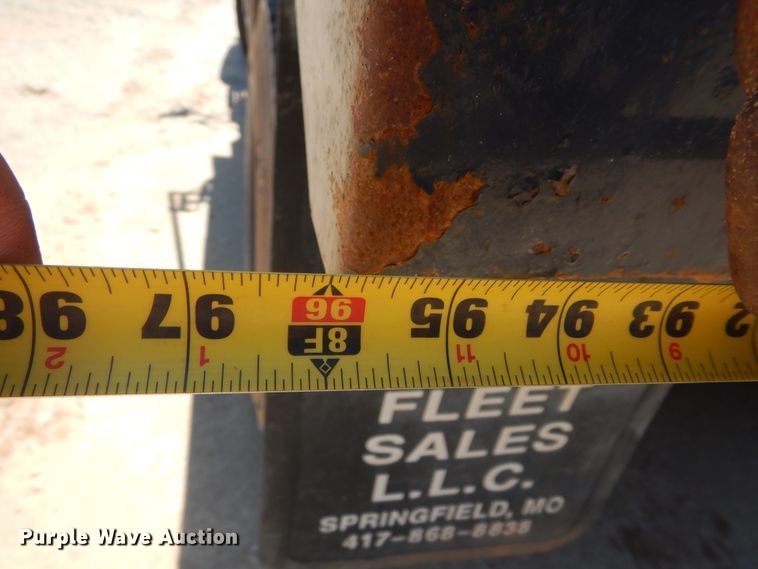 98 97 96 95 94 93 92
2 1 8F 11 10 9
FLEET
SALES
L.L.C.
SPRINGFIELD, MO
417-868-8838
Purple Wave Auction